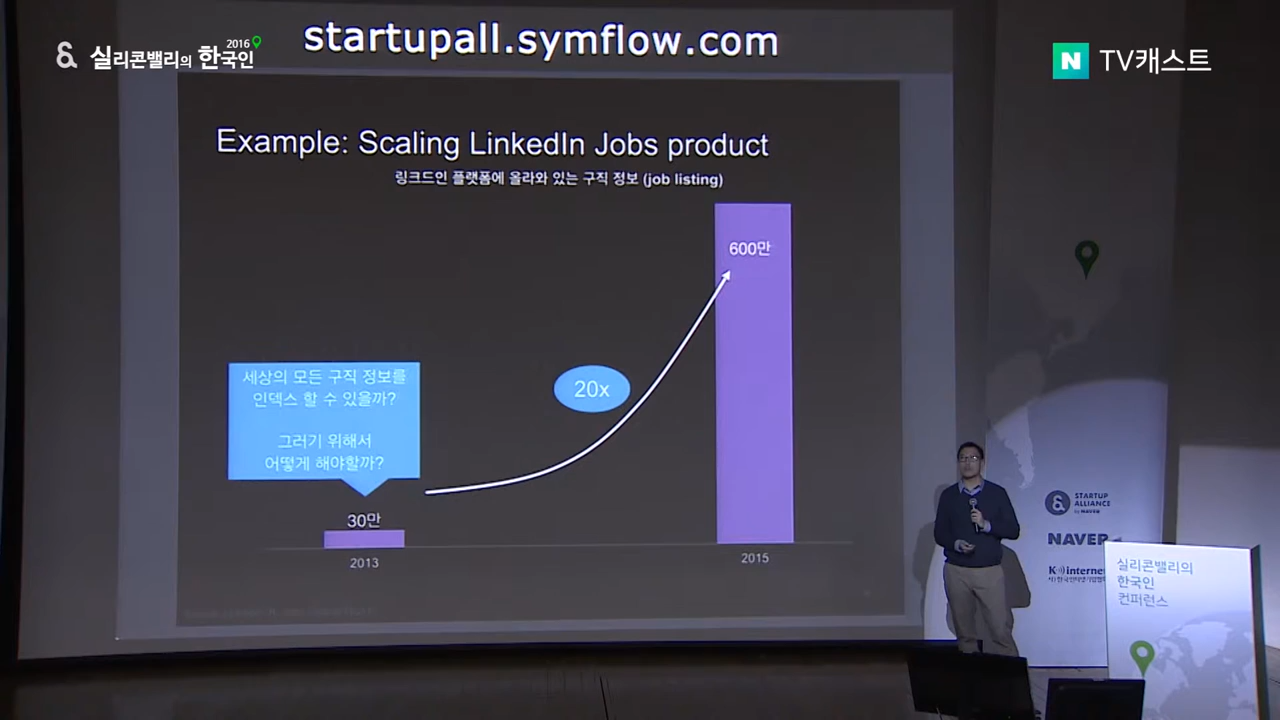 startupall.symflow.com
&
실리콘밸리의 한국인
2016
N TV캐스트
Example: Scaling LinkedIn Jobs product
링크드인 플랫폼에 올라와 있는 구직 정보 (job listing)
600만
세상의 모든 구직 정보를
인덱스 할 수 있을까?
20x
그러기 위해서
어떻게 해야할까?
30만
2013
2015
&
STARTUP
ALLIANCE
by NAVER
NAVER
K internet
실리콘밸리의
한국인
컨퍼런스